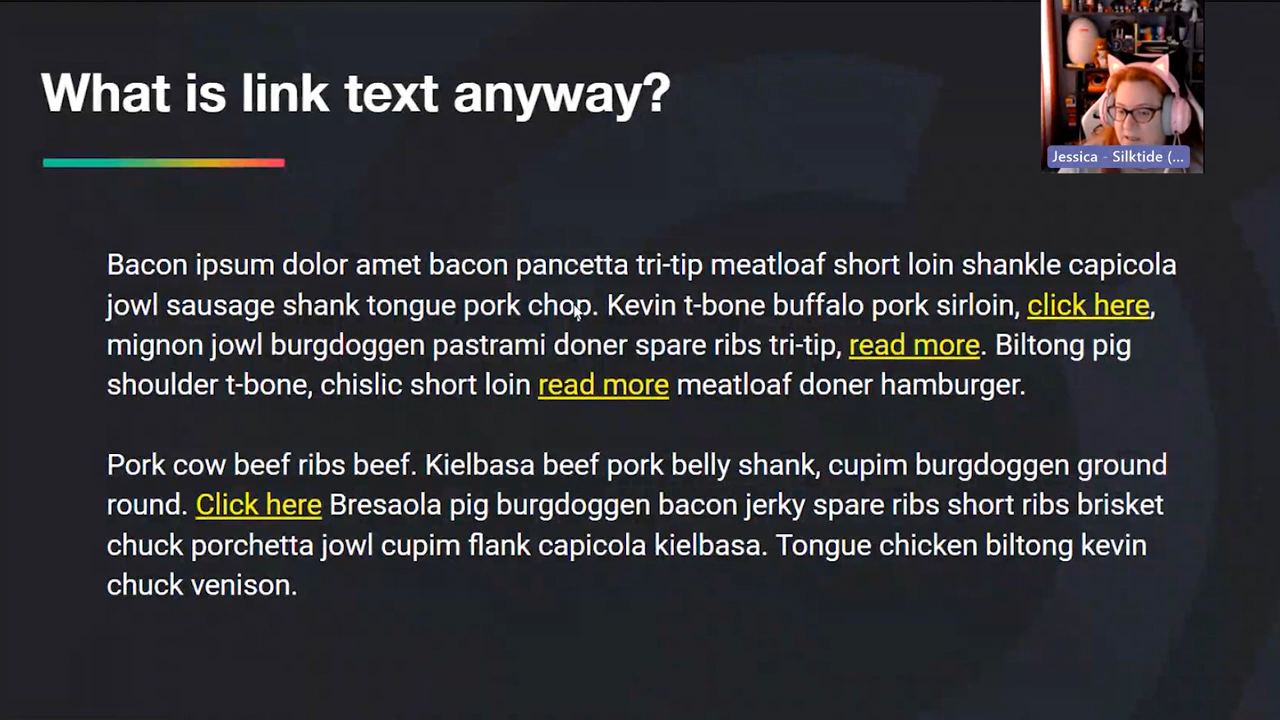 What is link text anyway?
Jessica - Silktide (...
Bacon ipsum dolor amet bacon pancetta tri-tip meatloaf short loin shankle capicola
jowl sausage shank tongue pork chop. Kevin t-bone buffalo pork sirloin, click here,
mignon jowl burgdoggen pastrami doner spare ribs tri-tip, read more. Biltong pig
shoulder t-bone, chislic short loin read more meatloaf doner hamburger.
Pork cow beef ribs beef. Kielbasa beef pork belly shank, cupim burgdoggen ground
round. Click here Bresaola pig burgdoggen bacon jerky spare ribs short ribs brisket
chuck porchetta jowl cupim flank capicola kielbasa. Tongue chicken biltong kevin
chuck venison.